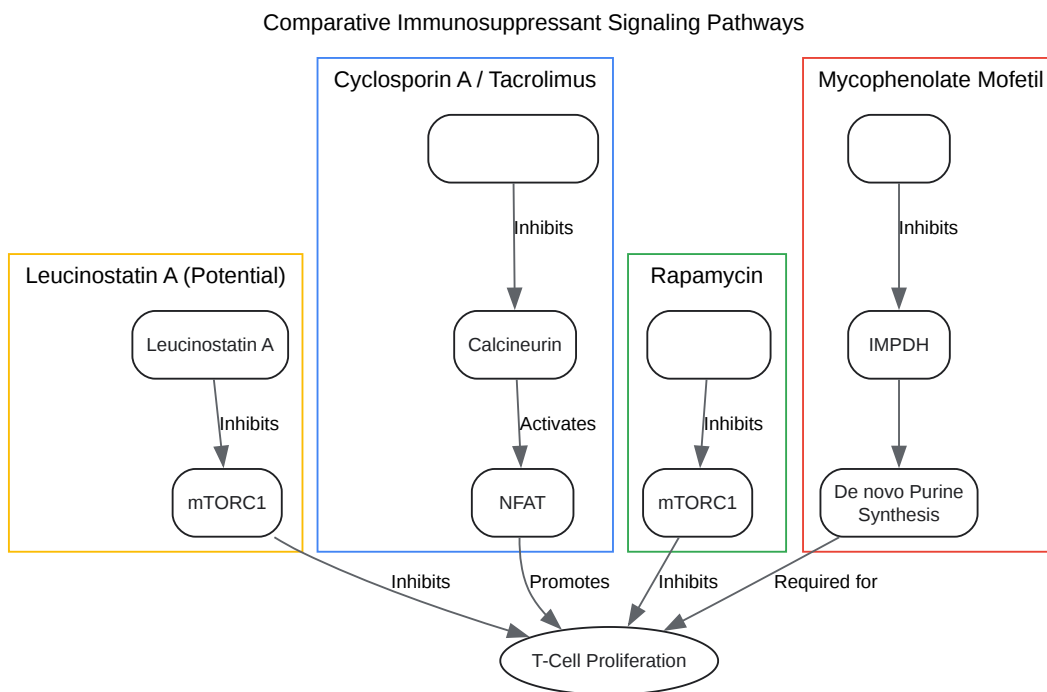 Comparative Immunosuppressant Signaling Pathways
Cyclosporin A / Tacrolimus
Mycophenolate Mofetil
Inhibits
Inhibits
Leucinostatin A (Potential)
Rapamycin
Leucinostatin A
Calcineurin
IMPDH
Inhibits
Activates
Inhibits
mTORC1
NFAT
mTORC1
De novo Purine
Synthesis
Inhibits
Promotes
Inhibits
Required for
T-Cell Proliferation